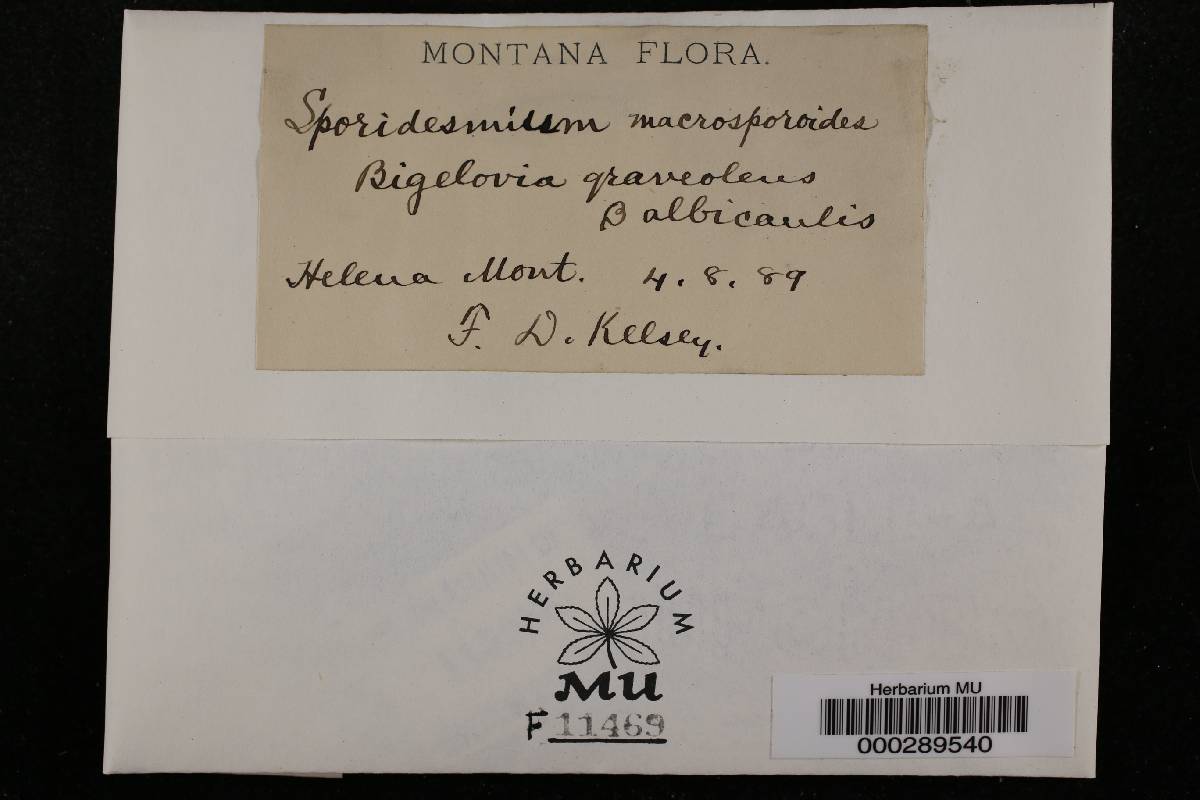 MONTANA FLORA.
Sporidesmium macrosporoides
Bigelovia graveolens
B albicaulis
Helena Mont. 4. 8. 89
F. D. Kelsey.
HERBARIUM
MU
F 11469
Herbarium MU
000289540